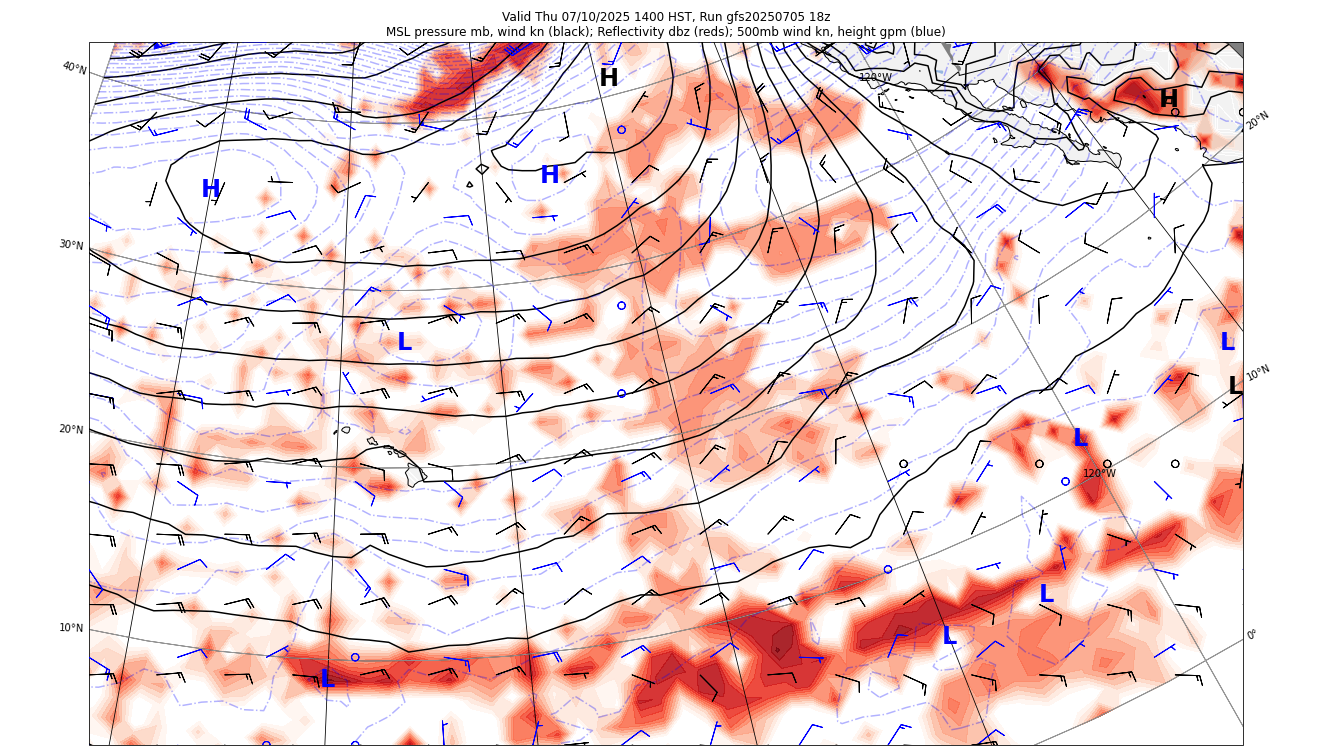 Valid Thu 07/10/2025 1400 HST, Run gfs20250705 18z
MSL pressure mb, wind kn (black); Reflectivity dbz (reds); 500mb wind kn, height gpm (blue)
40°N
H
120°W
H
20°N
H
H
30°N
L
L
10°N
L
20°N
L
120°W
L
10°N
L
0°
L